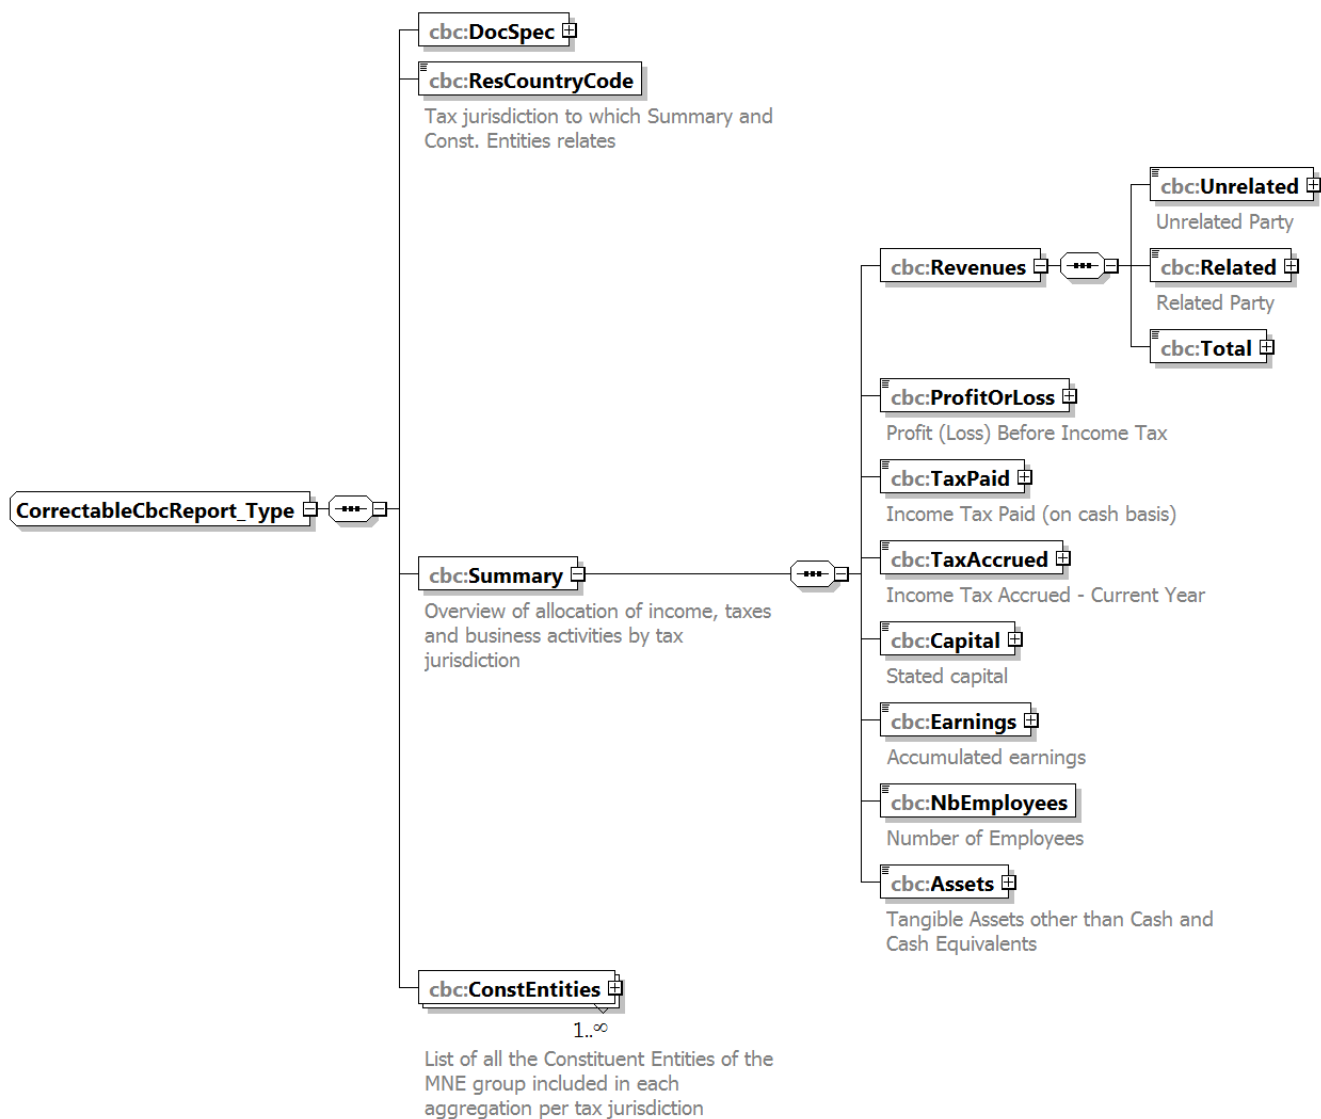 cbc:DocSpec
cbc:ResCountryCode
Tax jurisdiction to which Summary and
Const. Entities relates
cbc:Unrelated
Unrelated Party
cbc:Revenues
cbc:Related
Related Party
cbc:Total
cbc:ProfitOrLoss
Profit (Loss) Before Income Tax
cbc:TaxPaid
Income Tax Paid (on cash basis)
CorrectableCbcReport_Type
cbc:TaxAccrued
Income Tax Accrued - Current Year
cbc:Summary
Overview of allocation of income, taxes
and business activities by tax
jurisdiction
cbc:Capital
Stated capital
cbc:Earnings
Accumulated earnings
cbc:NbEmployees
Number of Employees
cbc:Assets
Tangible Assets other than Cash and
Cash Equivalents
cbc:ConstEntities
1..∞
List of all the Constituent Entities of the
MNE group included in each
aggregation per tax jurisdiction